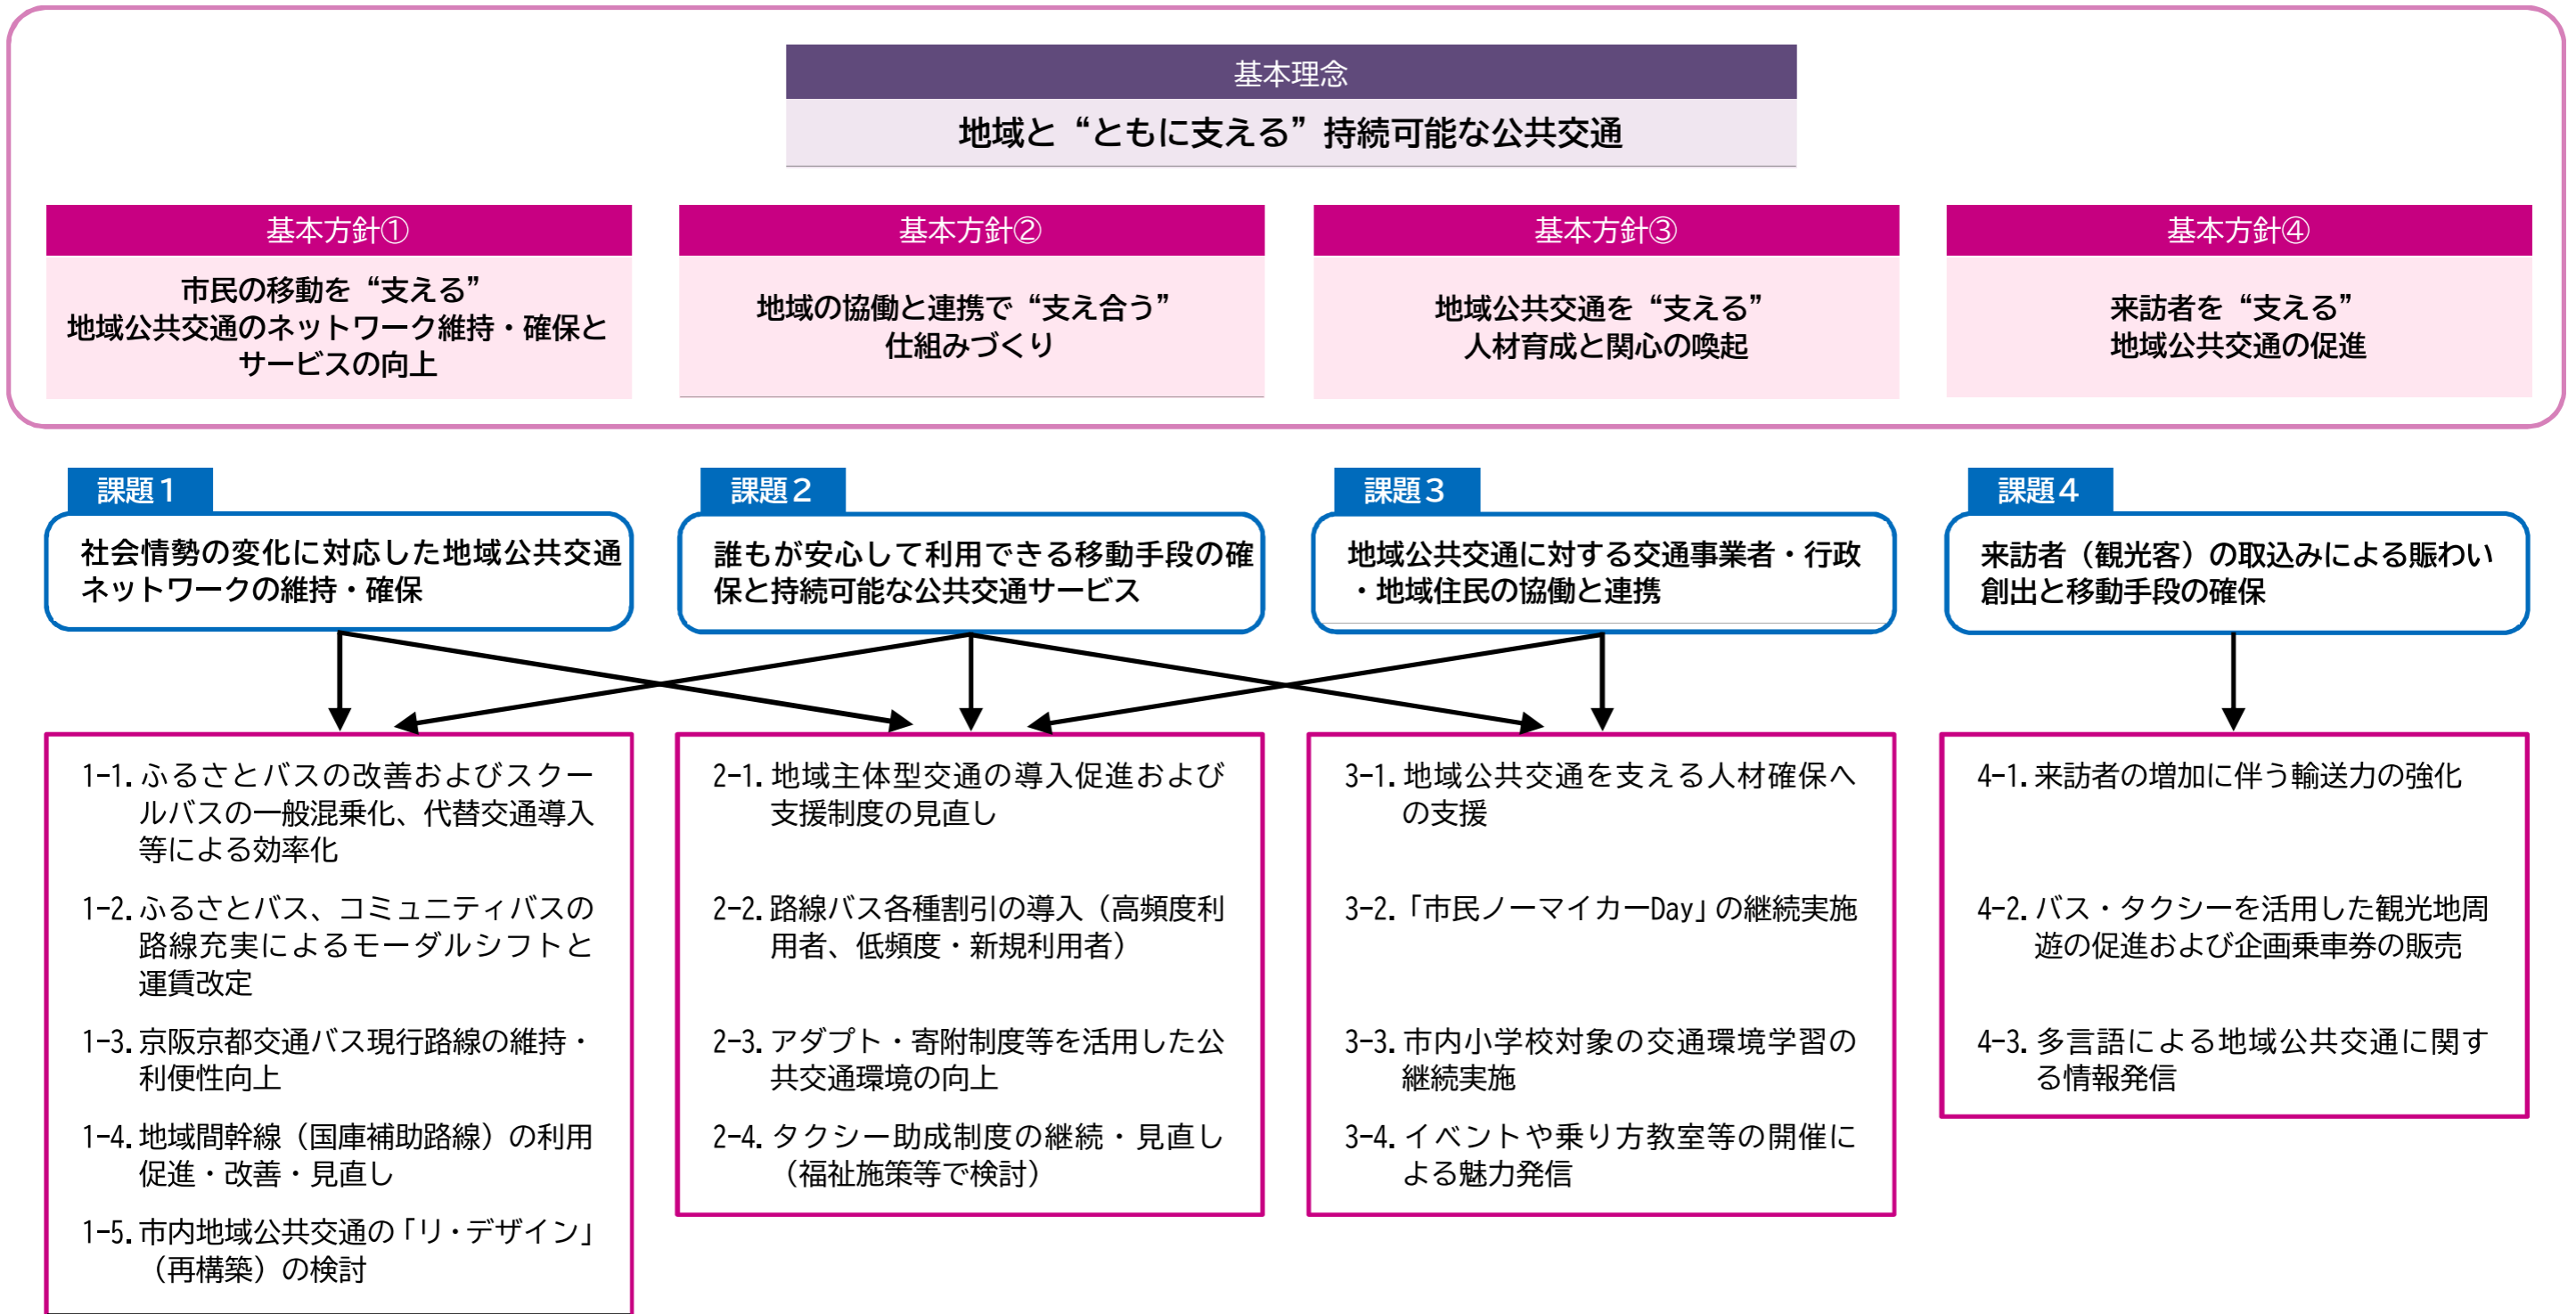 基本理念
地域と“ともに支える”持続可能な公共交通
基本方針①
市民の移動を“支える”
地域公共交通のネットワーク維持・確保と
サービスの向上
基本方針②
地域の協働と連携で“支え合う”
仕組みづくり
基本方針③
地域公共交通を“支える”
人材育成と関心の喚起
基本方針④
来訪者を“支える”
地域公共交通の促進
課題1
社会情勢の変化に対応した地域公共交通
ネットワークの維持・確保
課題2
誰もが安心して利用できる移動手段の確
保と持続可能な公共交通サービス
課題3
地域公共交通に対する交通事業者・行政
・地域住民の協働と連携
課題4
来訪者（観光客）の取込みによる賑わい
創出と移動手段の確保
1-1. ふるさとバスの改善およびスクー
ルバスの一般混乗化、代替交通導入
等による効率化
1-2. ふるさとバス、コミュニティバスの
路線充実によるモーダルシフトと
運賃改定
1-3. 京阪京都交通バス現行路線の維持・
利便性向上
1-4. 地域間幹線（国庫補助路線）の利用
促進・改善・見直し
1-5. 市内地域公共交通の「リ・デザイン」
（再構築）の検討
2-1. 地域主体型交通の導入促進および
支援制度の見直し
2-2. 路線バス各種割引の導入（高頻度利
用者、低頻度・新規利用者）
2-3. アダプト・寄附制度等を活用した公
共交通環境の向上
2-4. タクシー助成制度の継続・見直し
（福祉施策等で検討）
3-1. 地域公共交通を支える人材確保へ
の支援
3-2. 「市民ノーマイカーDay」の継続実施
3-3. 市内小学校対象の交通環境学習の
継続実施
3-4. イベントや乗り方教室等の開催に
よる魅力発信
4-1. 来訪者の増加に伴う輸送力の強化
4-2. バス・タクシーを活用した観光地周
遊の促進および企画乗車券の販売
4-3. 多言語による地域公共交通に関す
る情報発信